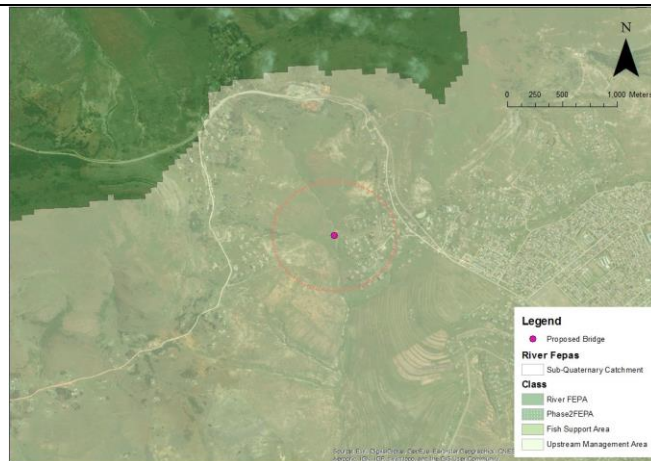 N
0 250 500 1,000 Meters
Legend
Proposed Bridge
River Fepas
Sub-Quaternary Catchment
Class
River FEPA
Phase2FEPA
Fish Support Area
Upstream Management Area